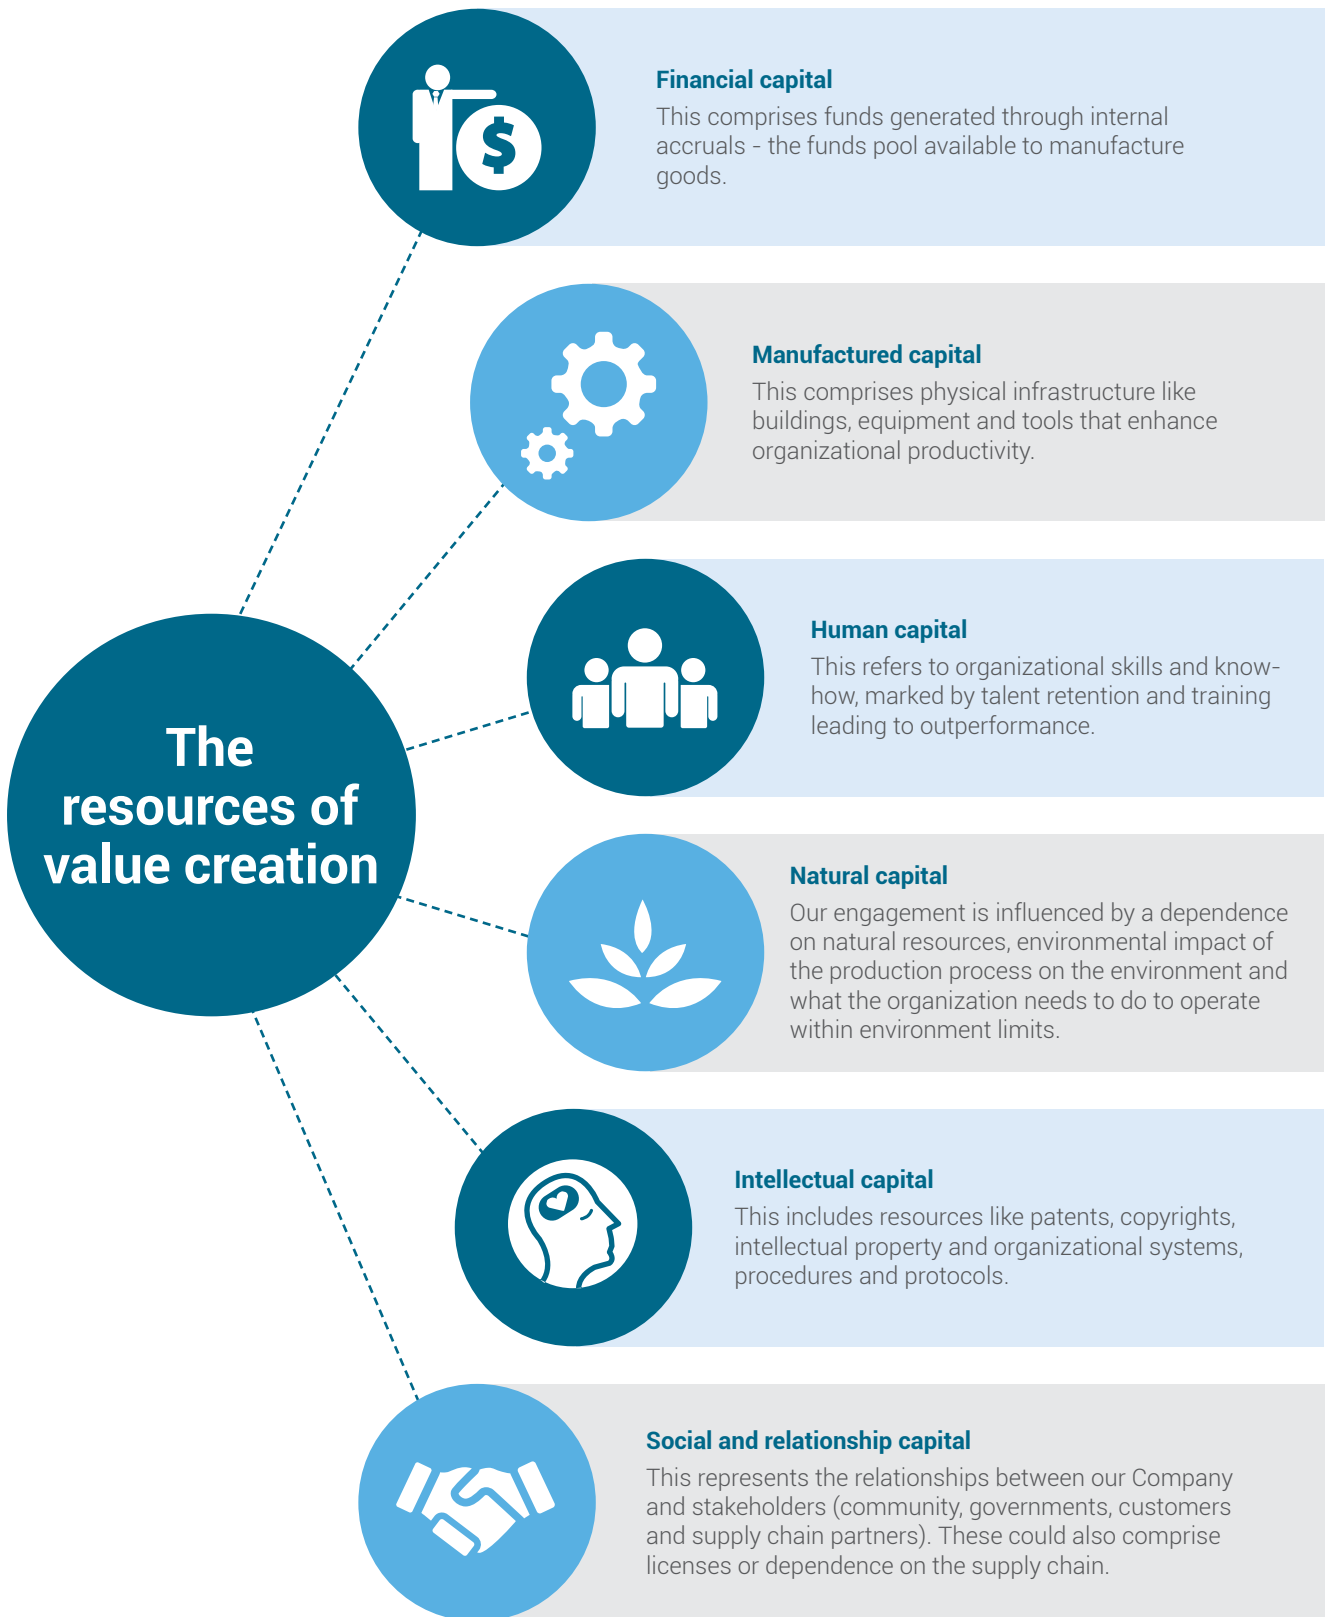 Financial capital
This comprises funds generated through internal
accruals - the funds pool available to manufacture
goods.
Manufactured capital
This comprises physical infrastructure like
buildings, equipment and tools that enhance
organizational productivity.
Human capital
This refers to organizational skills and know-
how, marked by talent retention and training
leading to outperformance.
The
resources of
value creation
Natural capital
Our engagement is influenced by a dependence
on natural resources, environmental impact of
the production process on the environment and
what the organization needs to do to operate
within environment limits.
Intellectual capital
This includes resources like patents, copyrights,
intellectual property and organizational systems,
procedures and protocols.
Social and relationship capital
This represents the relationships between our Company
and stakeholders (community, governments, customers
and supply chain partners). These could also comprise
licenses or dependence on the supply chain.